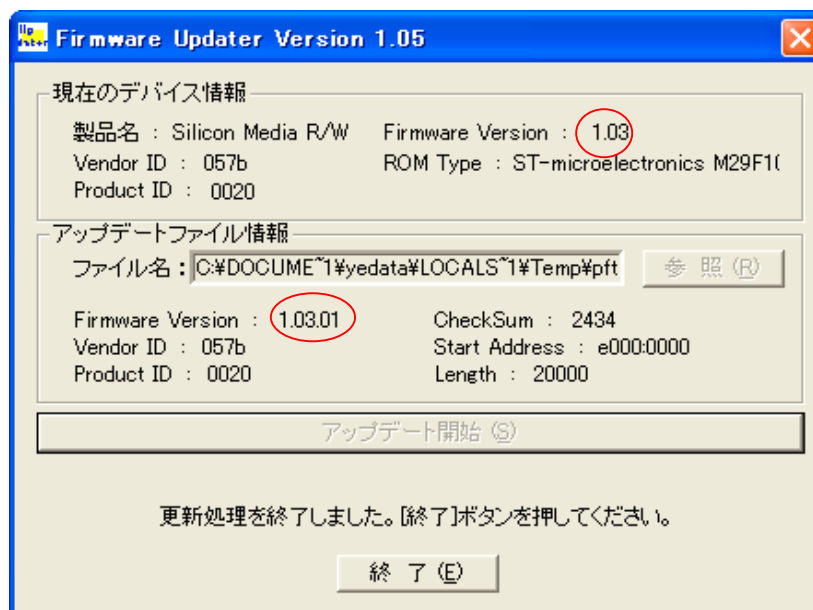 Firmware Updater Version 1.05
現在のデバイス情報
製品名 : Silicon Media R/W Firmware Version : 1.03
Vendor ID : 057b ROM Type : ST-microelectronics M29F1(
Product ID : 0020
アップデートファイル情報
ファイル名: C:¥DOCUME~1¥yedata¥LOCALS~1¥Temp¥pft 参 照 (R)
Firmware Version : 1.03.01 CheckSum : 2434
Vendor ID : 057b Start Address : e000:0000
Product ID : 0020 Length : 20000
アップデート開始 (S)
更新処理を終了しました。[終了]ボタンを押してください。
終 了 (E)